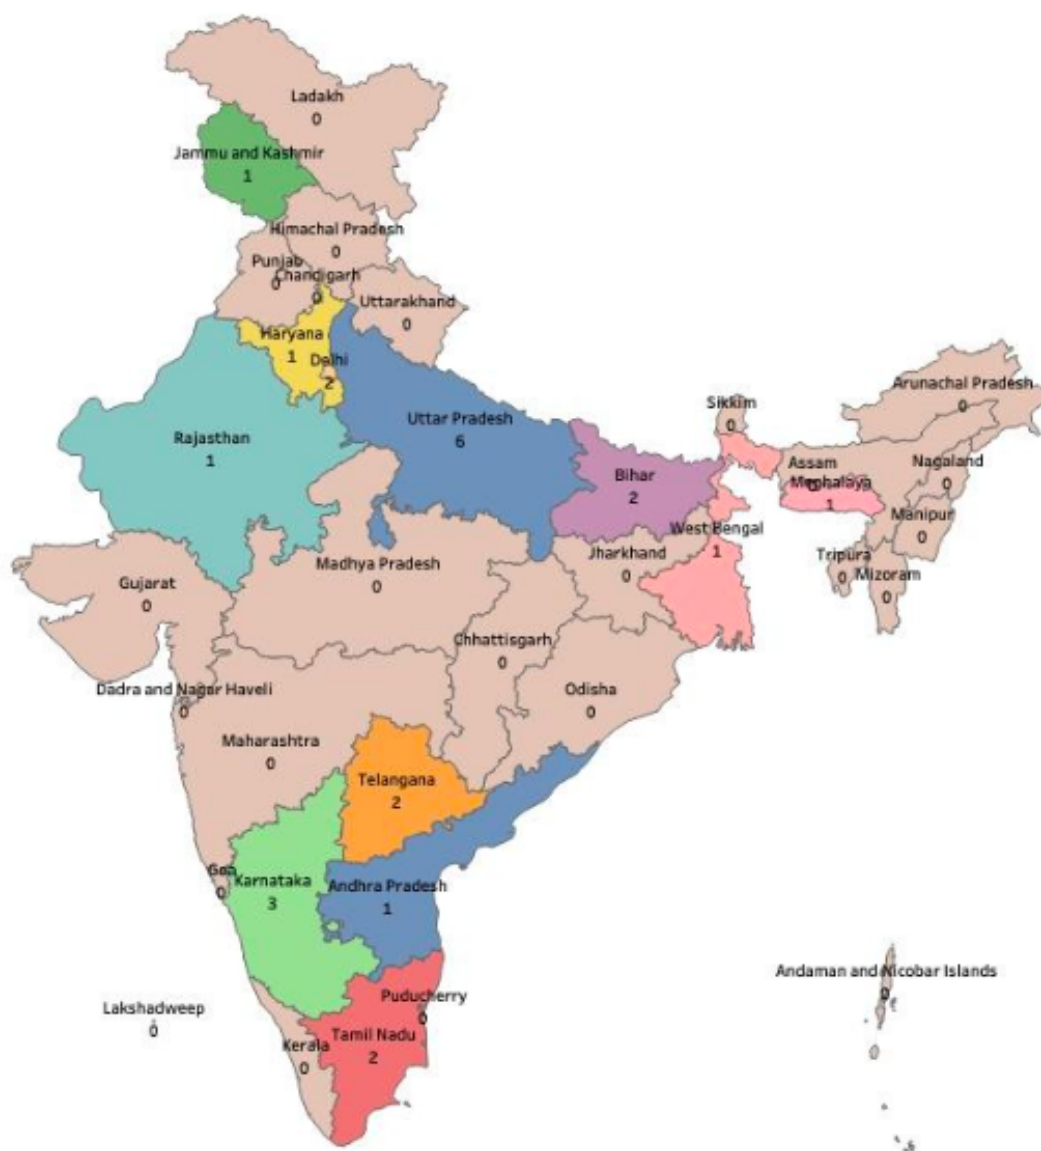 Ladakh
0
Jammu and Kashmir
1
Himachal Pradesh
0
Punjab
0
Chandigarh
0
Uttarakhand
0
Haryana
1
Delhi
2
Uttar Pradesh
6
Rajasthan
1
Bihar
2
Sikkim
0
Arunachal Pradesh
0
Assam
0
Nagaland
0
Meghalaya
1
Manipur
0
West Bengal
1
Tripura
0
Mizoram
0
Jharkhand
0
Madhya Pradesh
0
Gujarat
0
Chhattisgarh
0
Odisha
0
Dadra and Nagar Haveli
0
Maharashtra
0
Telangana
2
Goa
0
Karnataka
3
Andhra Pradesh
1
Andaman and Nicobar Islands
0
Puducherry
0
Lakshadweep
0
Tamil Nadu
2
Kerala
0